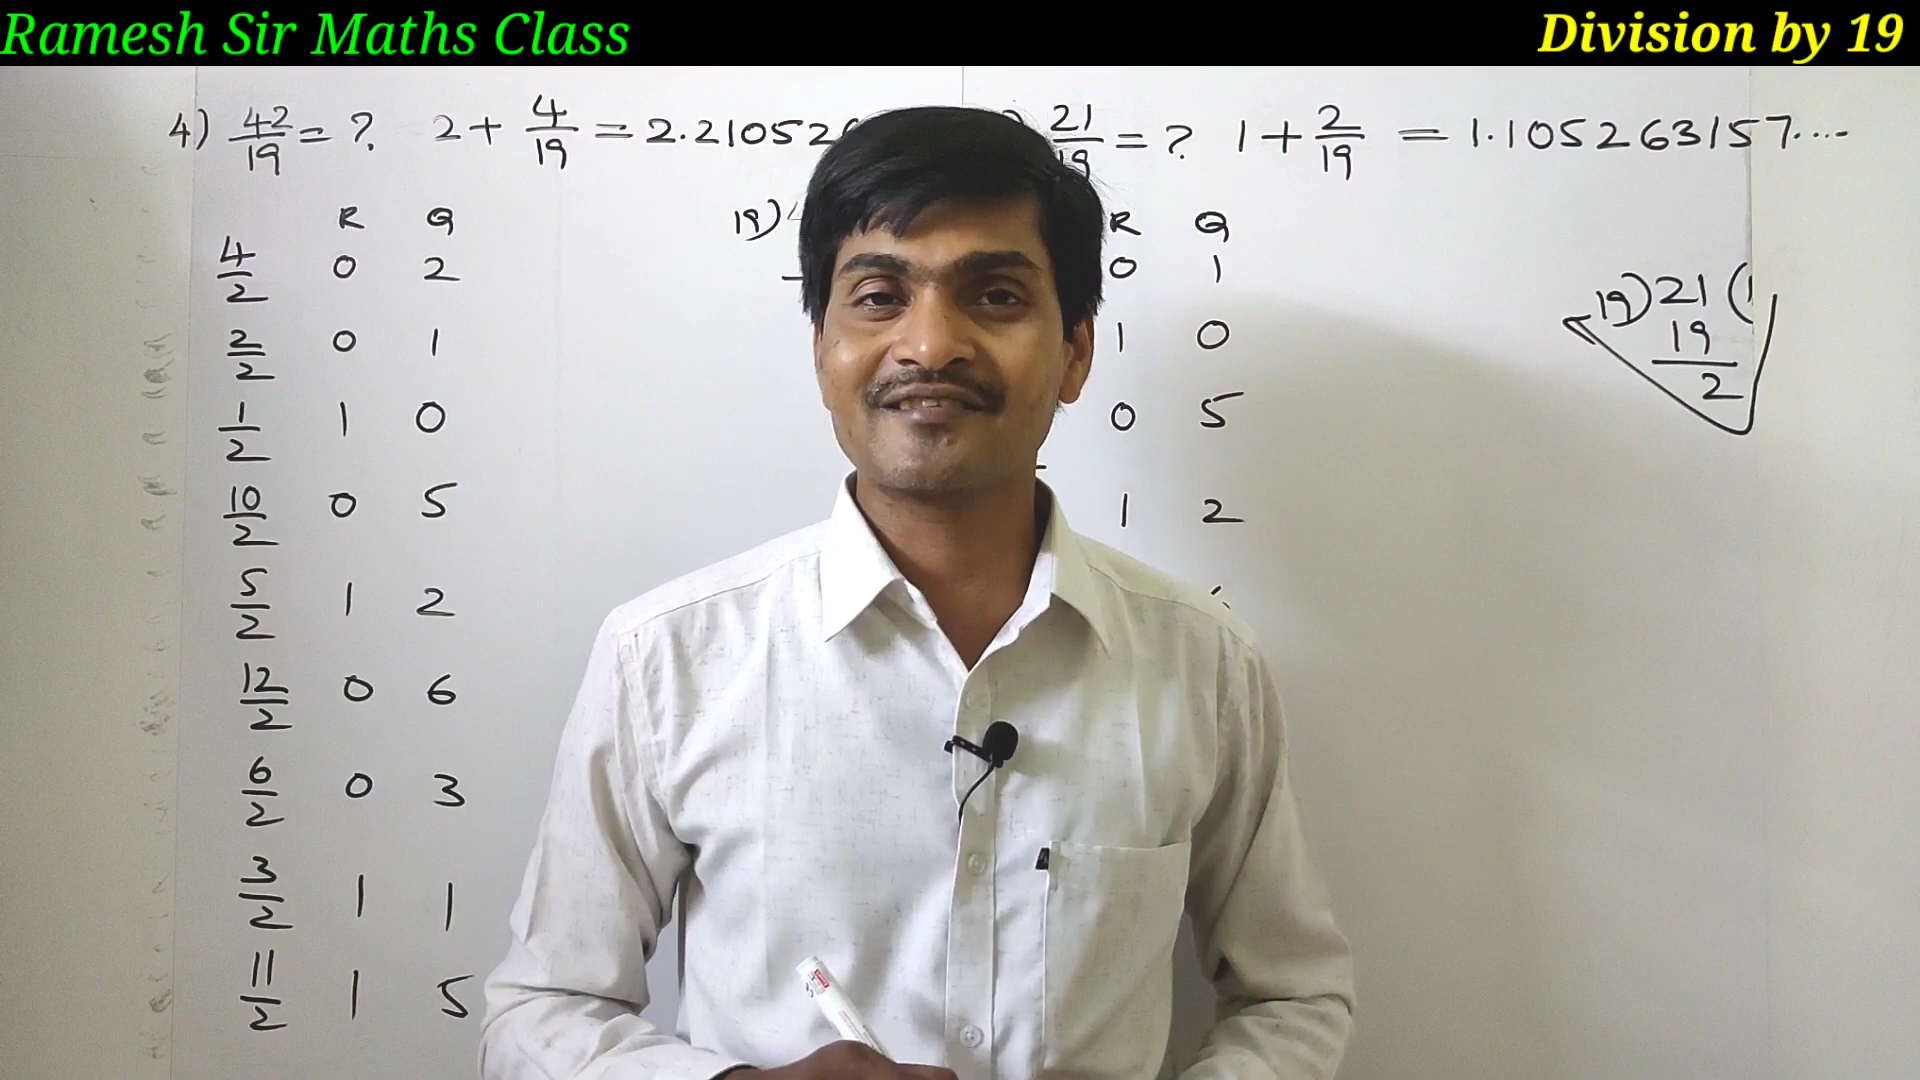 Ramesh Sir Maths Class
Division by 19
4) 42/19 = ? 2 + 4/19 = 2.21052
R Q
4/2 0 2
2/2 0 1
1/2 1 0
10/2 0 5
5/2 1 2
12/2 0 6
6/2 0 3
3/2 1 1
11/2 1 5
19)
21/19 = ? 1 + 2/19 = 1.105263157....
R Q
0 1
1 0
0 5
1 2
19) 21 (1
19
2